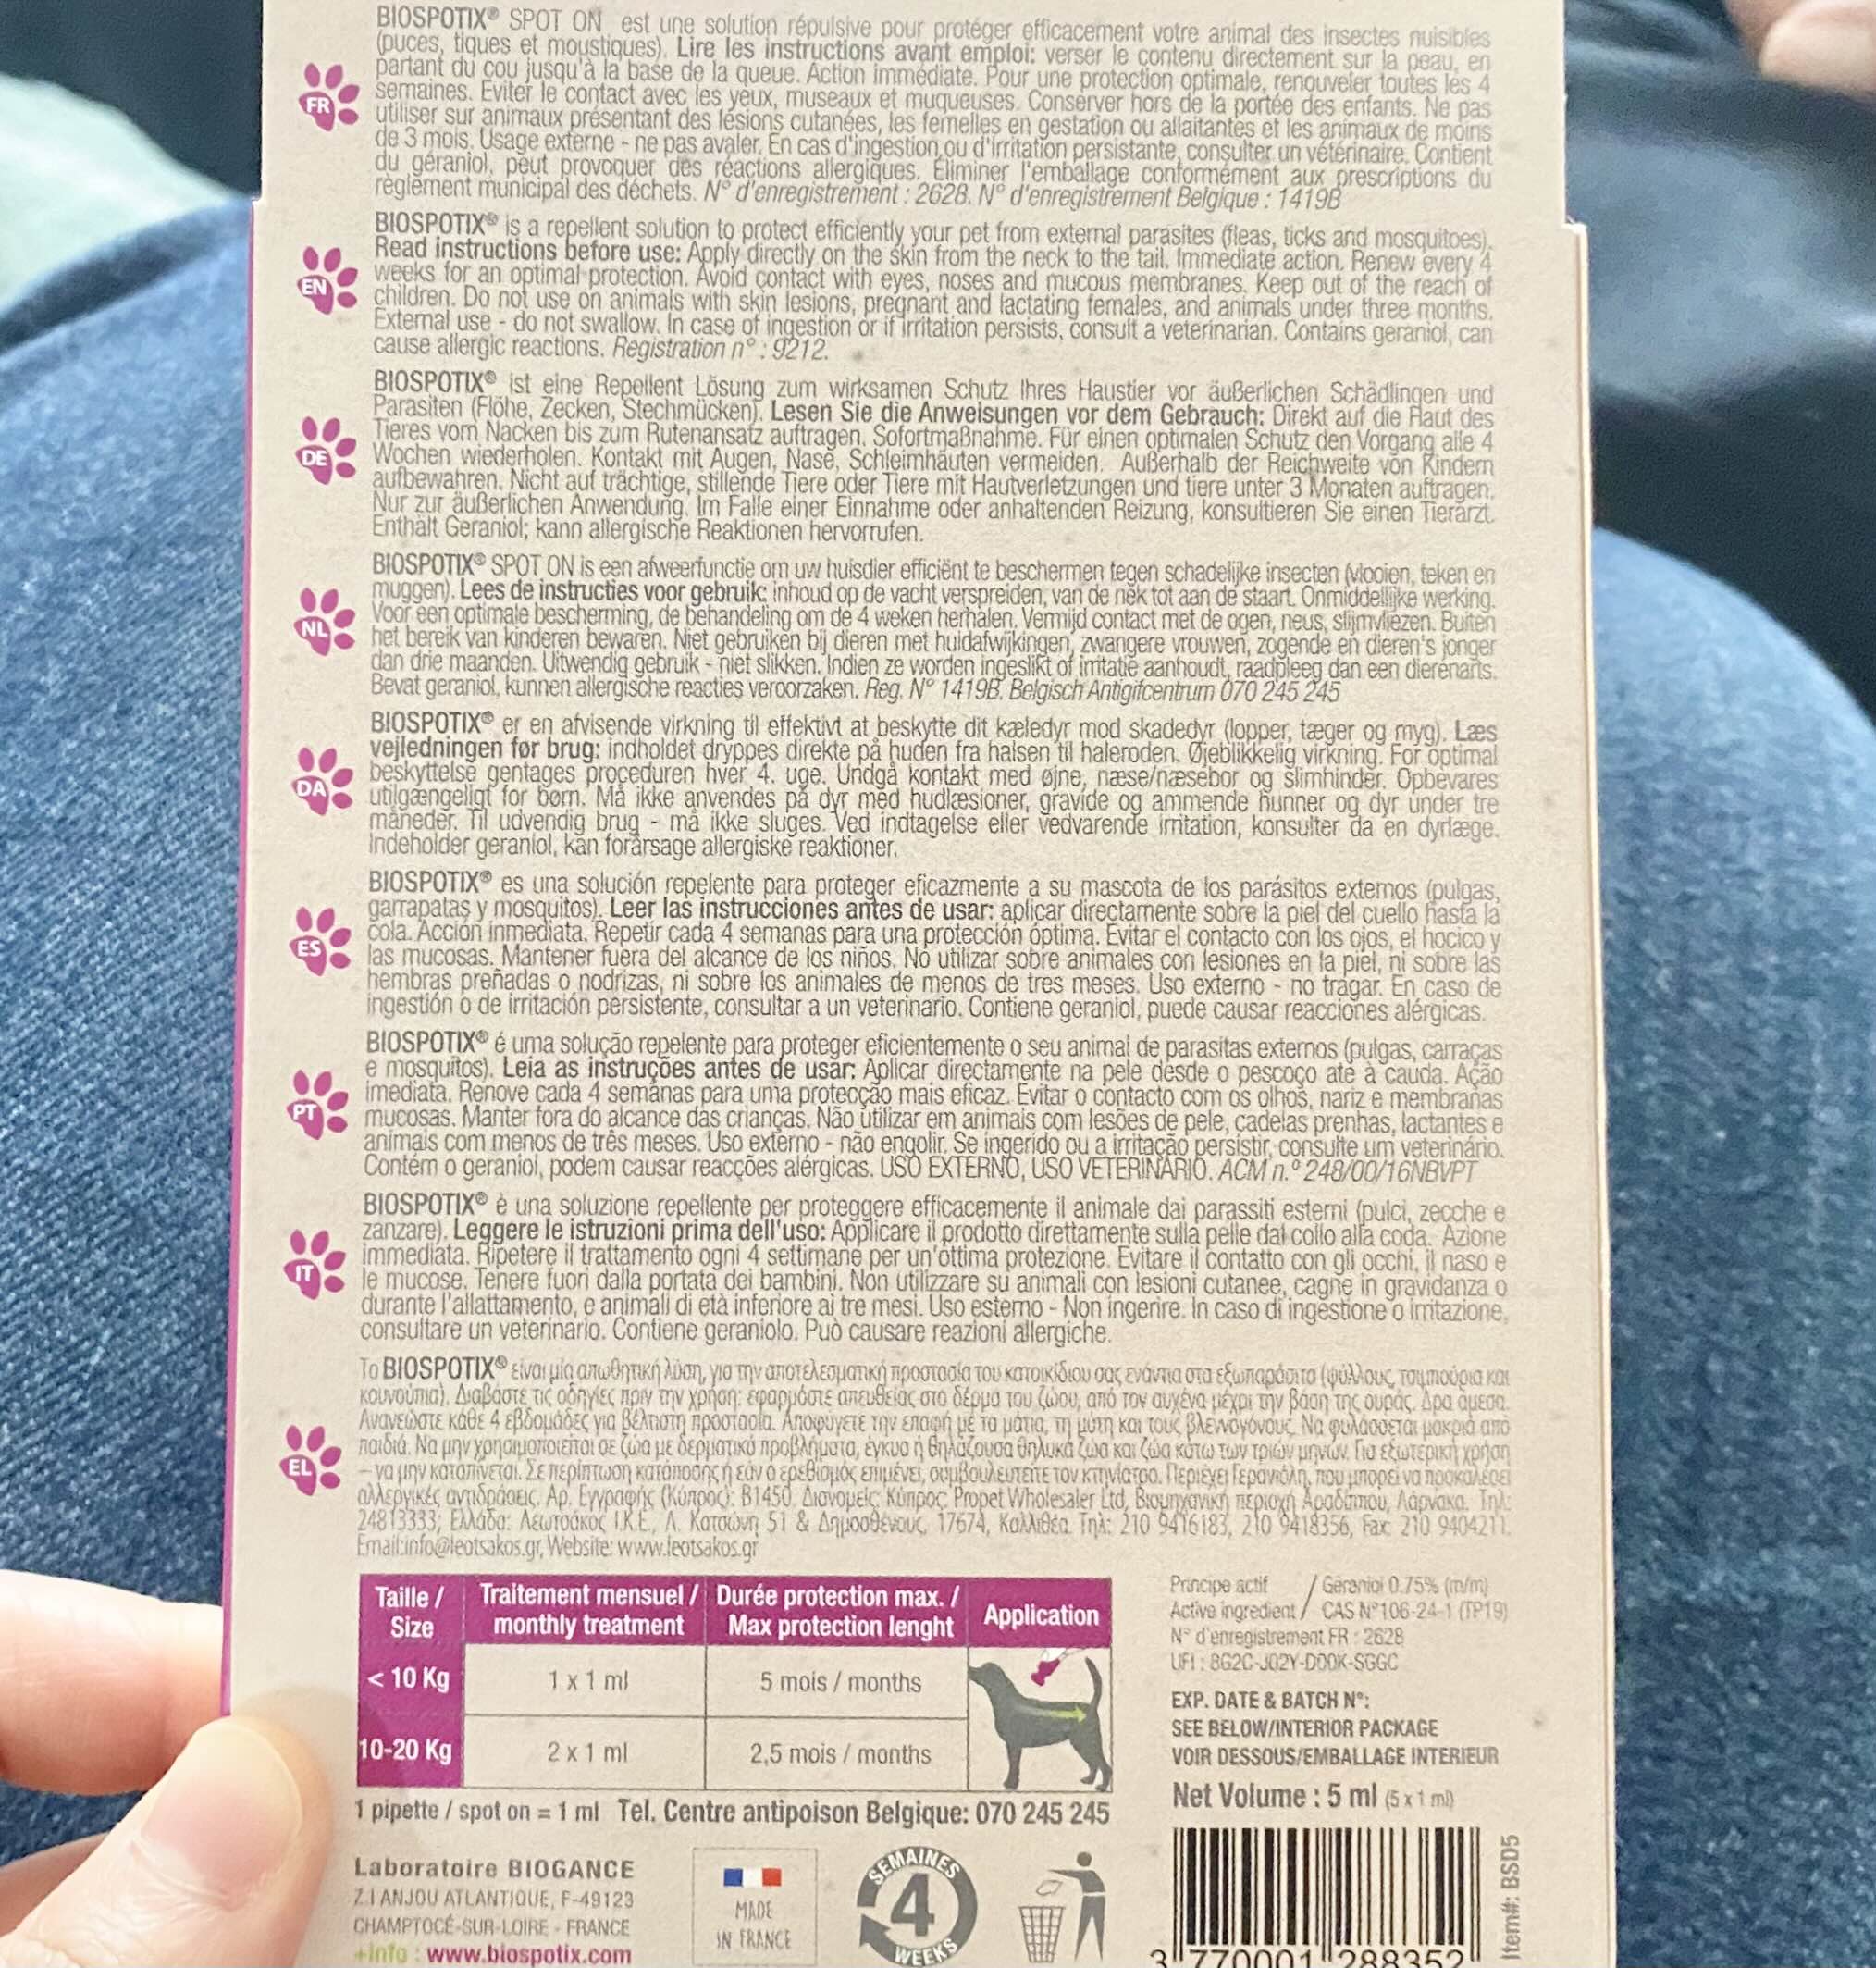 BIOSPOTIX® SPOT ON est une solution répulsive pour protéger efficacement votre animal des insectes nuisibles
(puces, tiques et moustiques). Lire les instructions avant emploi: verser le contenu directement sur la peau, en
partant du cou jusqu'à la base de la queue. Action immédiate. Pour une protection optimale, renouveler toutes les 4
semaines. Eviter le contact avec les yeux, museaux et muqueuses. Conserver hors de la portée des enfants. Ne pas
utiliser sur animaux présentant des lésions cutanées, les femelles en gestation ou allaitantes et les animaux de moins
de 3 mois. Usage externe - ne pas avaler. En cas d'ingestion ou d'irritation persistante, consulter un vétérinaire. Contient
du géraniol, peut provoquer des réactions allergiques. Éliminer l'emballage conformément aux prescriptions du
règlement municipal des déchets. N° d'enregistrement : 2628. N° d'enregistrement Belgique : 1419B
FR
BIOSPOTIX® is a repellent solution to protect efficiently your pet from external parasites (fleas, ticks and mosquitoes).
Read instructions before use: Apply directly on the skin from the neck to the tail. Immediate action. Renew every 4
weeks for an optimal protection. Avoid contact with eyes, noses and mucous membranes. Keep out of the reach of
children. Do not use on animals with skin lesions, pregnant and lactating females, and animals under three months.
External use - do not swallow. In case of ingestion or if irritation persists, consult a veterinarian. Contains geraniol, can
cause allergic reactions. Registration n° : 9212.
EN
BIOSPOTIX® ist eine Repellent Lösung zum wirksamen Schutz Ihres Haustier vor äußerlichen Schädlingen und
Parasiten (Flöhe, Zecken, Stechmücken). Lesen Sie die Anweisungen vor dem Gebrauch: Direkt auf die Haut des
Tieres vom Nacken bis zum Rutenansatz auftragen. Sofortmaßnahme. Für einen optimalen Schutz den Vorgang alle 4
Wochen wiederholen. Kontakt mit Augen, Nase, Schleimhäuten vermeiden. Außerhalb der Reichweite von Kindern
aufbewahren. Nicht auf trächtige, stillende Tiere oder Tiere mit Hautverletzungen und tiere unter 3 Monaten auftragen.
Nur zur äußerlichen Anwendung. Im Falle einer Einnahme oder anhaltenden Reizung, konsultieren Sie einen Tierarzt.
Enthält Geraniol; kann allergische Reaktionen hervorrufen.
DE
BIOSPOTIX® SPOT ON is een afweerfunctie om uw huisdier efficiënt te beschermen tegen schadelijke insecten (vlooien, teken en
muggen). Lees de instructies voor gebruik: inhoud op de vacht verspreiden, van de nek tot aan de staart. Onmiddellijke werking.
Voor een optimale bescherming, de behandeling om de 4 weken herhalen. Vermijd contact met de ogen, neus, slijmvliezen. Buiten
het bereik van kinderen bewaren. Niet gebruiken bij dieren met huidafwijkingen, zwangere vrouwen, zogende en dieren's jonger
dan drie maanden. Uitwendig gebruik - niet slikken. Indien ze worden ingeslikt of irritatie aanhoudt, raadpleeg dan een dierenarts.
Bevat geraniol, kunnen allergische reacties veroorzaken. Reg. N° 1419B. Belgisch Antigifcentrum 070 245 245
NL
BIOSPOTIX® er en afvisende virkning til effektivt at beskytte dit kæledyr mod skadedyr (lopper, tæger og myg). Læs
vejledningen før brug: indholdet dryppes direkte på huden fra halsen til haleroden. Øjeblikkelig virkning. For optimal
beskyttelse gentages proceduren hver 4. uge. Undgå kontakt med øjne, næse/næsebor og slimhinder. Opbevares
utilgængeligt for børn. Må ikke anvendes på dyr med hudlæsioner, gravide og ammende hunner og dyr under tre
måneder. Til udvendig brug - må ikke sluges. Ved indtagelse eller vedvarende irritation, konsulter da en dyrlæge.
Indeholder geraniol, kan forårsage allergiske reaktioner.
DA
BIOSPOTIX® es una solución repelente para proteger eficazmente a su mascota de los parásitos externos (pulgas,
garrapatas y mosquitos). Leer las instrucciones antes de usar: aplicar directamente sobre la piel del cuello hasta la
cola. Acción inmediata. Repetir cada 4 semanas para una protección óptima. Evitar el contacto con los ojos, el hocico y
las mucosas. Mantener fuera del alcance de los niños. No utilizar sobre animales con lesiones en la piel, ni sobre las
hembras preñadas o nodrizas, ni sobre los animales de menos de tres meses. Uso externo - no tragar. En caso de
ingestión o de irritación persistente, consultar a un veterinario. Contiene geraniol, puede causar reacciones alérgicas.
ES
BIOSPOTIX® é uma solução repelente para proteger eficientemente o seu animal de parasitas externos (pulgas, carraças
e mosquitos). Leia as instruções antes de usar: Aplicar directamente na pele desde o pescoço até à cauda. Ação
imediata. Renove cada 4 semanas para uma protecção mais eficaz. Evitar o contacto com os olhos, nariz e membranas
mucosas. Manter fora do alcance das crianças. Não utilizar em animais com lesões de pele, cadelas prenhas, lactantes e
animais com menos de três meses. Uso externo - não engolir. Se ingerido ou a irritação persistir, consulte um veterinário.
Contém o geraniol, podem causar reacções alérgicas. USO EXTERNO, USO VETERINÁRIO. ACM n.º 248/00/16NBVPT
PT
BIOSPOTIX® è una soluzione repellente per proteggere efficacemente il animale dai parassiti esterni (pulci, zecche e
zanzare). Leggere le istruzioni prima dell'uso: Applicare il prodotto direttamente sulla pelle dal collo alla coda. Azione
immediata. Ripetere il trattamento ogni 4 settimane per un'ottima protezione. Evitare il contatto con gli occhi, il naso e
le mucose. Tenere fuori dalla portata dei bambini. Non utilizzare su animali con lesioni cutanee, cagne in gravidanza o
durante l'allattamento, e animali di età inferiore ai tre mesi. Uso esterno - Non ingerire. In caso di ingestione o irritazione,
consultare un veterinario. Contiene geraniolo. Può causare reazioni allergiche.
IT
Το BIOSPOTIX® είναι μία απωθητική λύση, για την αποτελεσματική προστασία του κατοικίδιου σας ενάντια στα εξωπαράσιτα (ψύλλους, τσιμπούρια και
κουνούπια). Διαβάστε τις οδηγίες πριν την χρήση: εφαρμόστε απευθείας στο δέρμα του ζώου, από τον αυχένα μέχρι την βάση της ουράς. Δρα άμεσα.
Ανανεώστε κάθε 4 εβδομάδες για βέλτιστη προστασία. Αποφύγετε την επαφή με τα μάτια, τη μύτη και τους βλεννογόνους. Να φυλάσσεται μακριά από
παιδιά. Να μην χρησιμοποιείται σε ζώα με δερματικά προβλήματα, έγκυα ή θηλάζουσα θηλυκά ζώα και ζώα κάτω των τριών μηνών. Για εξωτερική χρήση
– να μην καταπίνεται. Σε περίπτωση κατάποσης ή εάν ο ερεθισμός επιμένει, συμβουλευτείτε τον κτηνίατρο. Περιέχει Γερανιόλη, που μπορεί να προκαλέσει
αλλεργικές αντιδράσεις. Αρ. Εγγραφής (Κύπρος): B1450. Διανομείς: Κύπρος: Propet Wholesaler Ltd, Βιομηχανική περιοχή Αραδίππου, Λάρνακα. Τηλ:
24813333; Ελλάδα: Λεωτσάκος Ι.Κ.Ε., Λ. Κατσώνη 51 & Δημοσθένους, 17674, Καλλιθέα. Τηλ: 210 9416183, 210 9418356, Fax: 210 9404211.
Email:info@leotsakos.gr, Website: www.leotsakos.gr
EL
Taille / Size Traitement mensuel / monthly treatment Durée protection max. / Max protection lenght Application
< 10 Kg 1 x 1 ml 5 mois / months
10-20 Kg 2 x 1 ml 2,5 mois / months
1 pipette / spot on = 1 ml Tel. Centre antipoison Belgique: 070 245 245
Principe actif / Géraniol 0.75% (m/m)
Active ingredient / CAS N°106-24-1 (TP19)
N° d'enregistrement FR : 2628
UFI : 8G2C-J02Y-D00K-SGGC
EXP. DATE & BATCH N°:
SEE BELOW/INTERIOR PACKAGE
VOIR DESSOUS/EMBALLAGE INTERIEUR
Net Volume : 5 ml (5 x 1 ml)
Laboratoire BIOGANCE
Z.I ANJOU ATLANTIQUE, F-49123
CHAMPTOCÉ-SUR-LOIRE - FRANCE
+info : www.biospotix.com
MADE
IN FRANCE
SEMAINES
4
WEEKS
3 770001 288352
Item#: BSD5